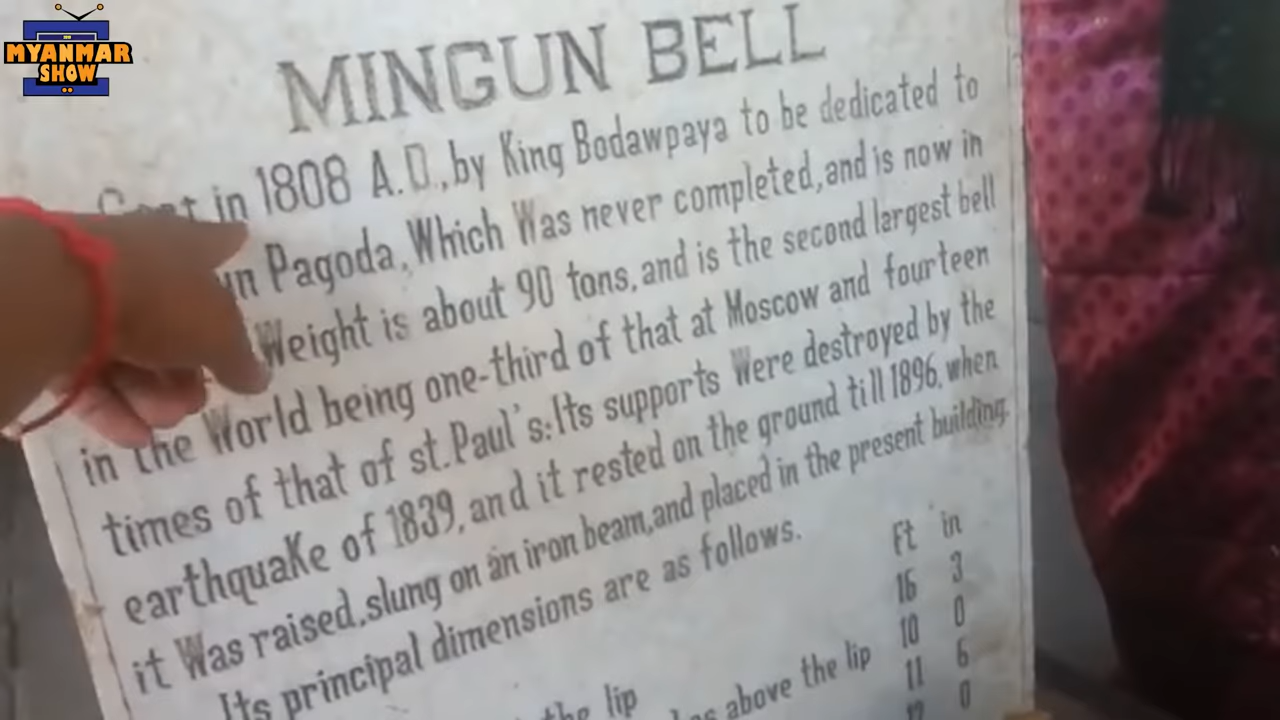 MYANMAR
SHOW
MINGUN BELL
in 1808 A.D.,by King Bodawpaya to be dedicated to
Pagoda, Which Was never completed,and is now in
Weight is about 90 tons,and is the second largest bell
in the World being one-third of that at Moscow and fourteen
times of that of st.Paul's:Its supports Were destroyed by the
earthquaKe of 1839, and it rested on the ground till 1896, when
it Was raised,slung on an iron beam,and placed in the present building.
Its principal dimensions are as follows.
Ft in
16 3
10 0
the lip 11 6
above the lip 12 0